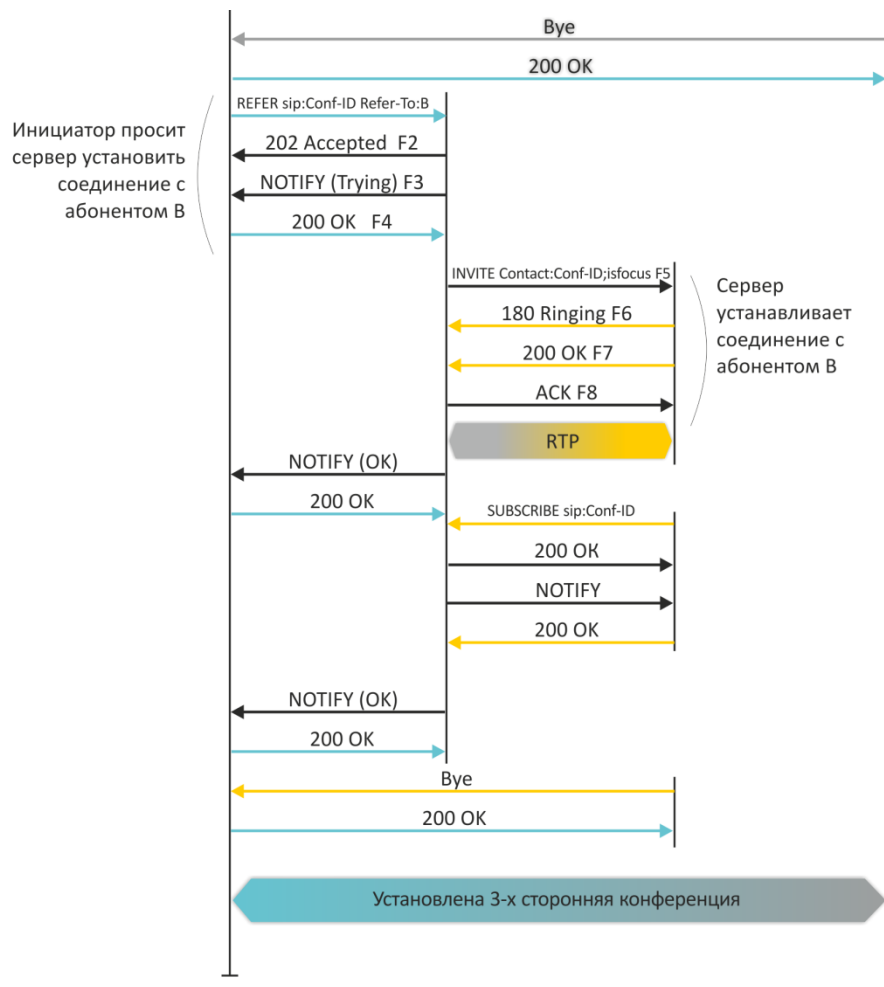 Bye
200 OK
REFER sip:Conf-ID Refer-To:B
Инициатор просит
сервер установить
соединение с
абонентом B
202 Accepted F2
NOTIFY (Trying) F3
200 OK F4
INVITE Contact:Conf-ID;isfocus F5
180 Ringing F6
200 OK F7
ACK F8
Сервер
устанавливает
соединение с
абонентом B
RTP
NOTIFY (OK)
200 OK
SUBSCRIBE sip:Conf-ID
200 OK
NOTIFY
200 OK
NOTIFY (OK)
200 OK
Bye
200 OK
Установлена 3-х сторонняя конференция